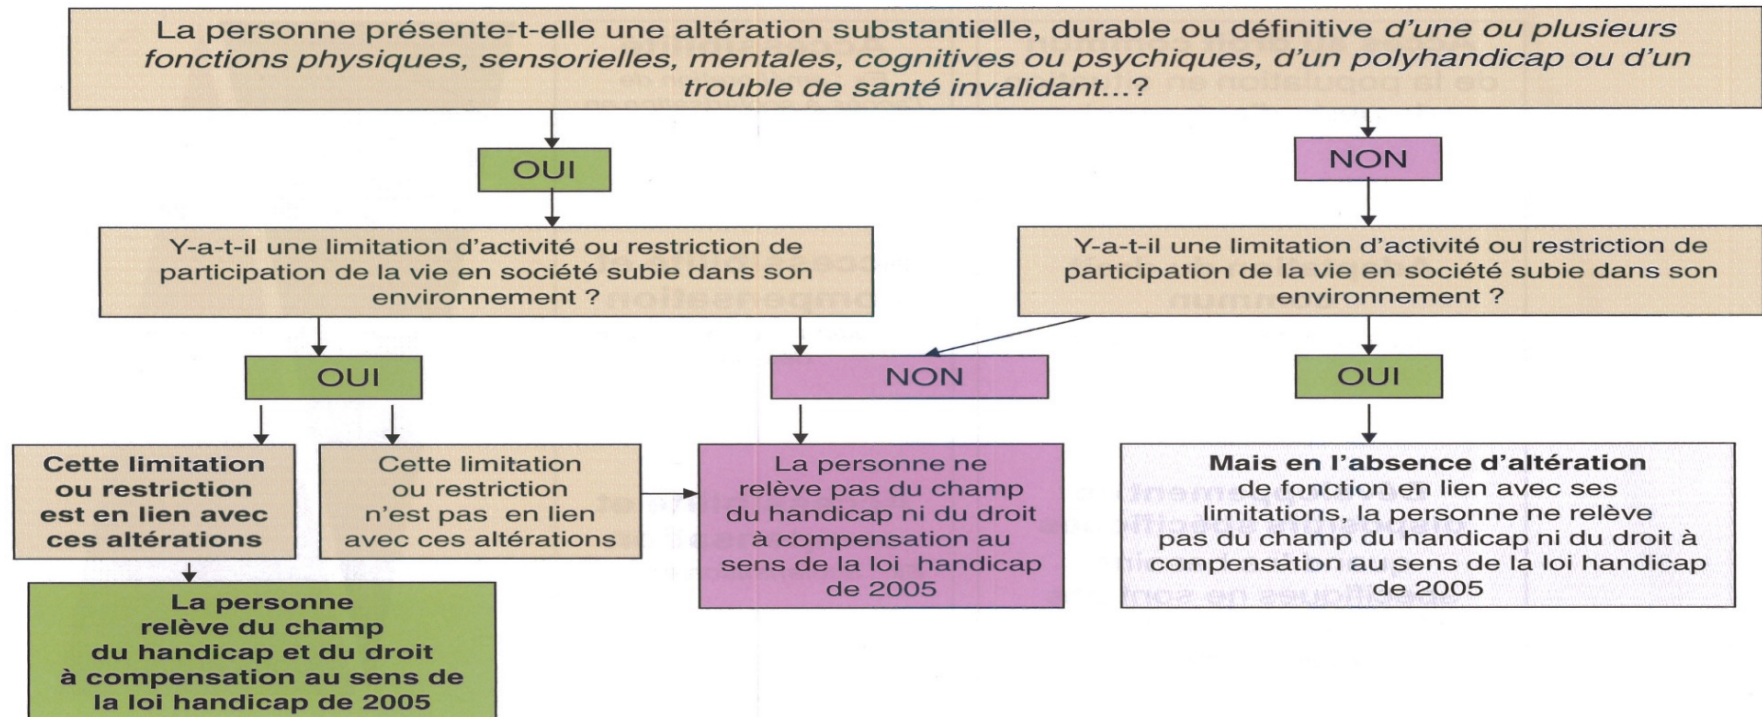 La personne présente-t-elle une altération substantielle, durable ou définitive d'une ou plusieurs
fonctions physiques, sensorielles, mentales, cognitives ou psychiques, d'un polyhandicap ou d'un
trouble de santé invalidant...?
OUI
NON
Y-a-t-il une limitation d'activité ou restriction de
participation de la vie en société subie dans son
environnement ?
Y-a-t-il une limitation d'activité ou restriction de
participation de la vie en société subie dans son
environnement ?
OUI
NON
OUI
Cette limitation
ou restriction
est en lien avec
ces altérations
Cette limitation
ou restriction
n'est pas en lien
avec ces altérations
La personne ne
relève pas du champ
du handicap ni du droit
à compensation au
sens de la loi handicap
de 2005
Mais en l'absence d'altération
de fonction en lien avec ses
limitations, la personne ne relève
pas du champ du handicap ni du droit à
compensation au sens de la loi handicap
de 2005
La personne
relève du champ
du handicap et du droit
à compensation au sens de
la loi handicap de 2005